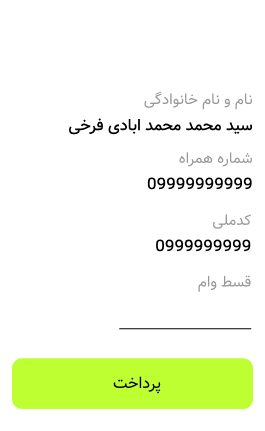 نام و نام خانوادگی
سید محمد محمد ابادی فرخی
شماره همراه
09999999999
کدملی
0999999999
قسط وام
پرداخت